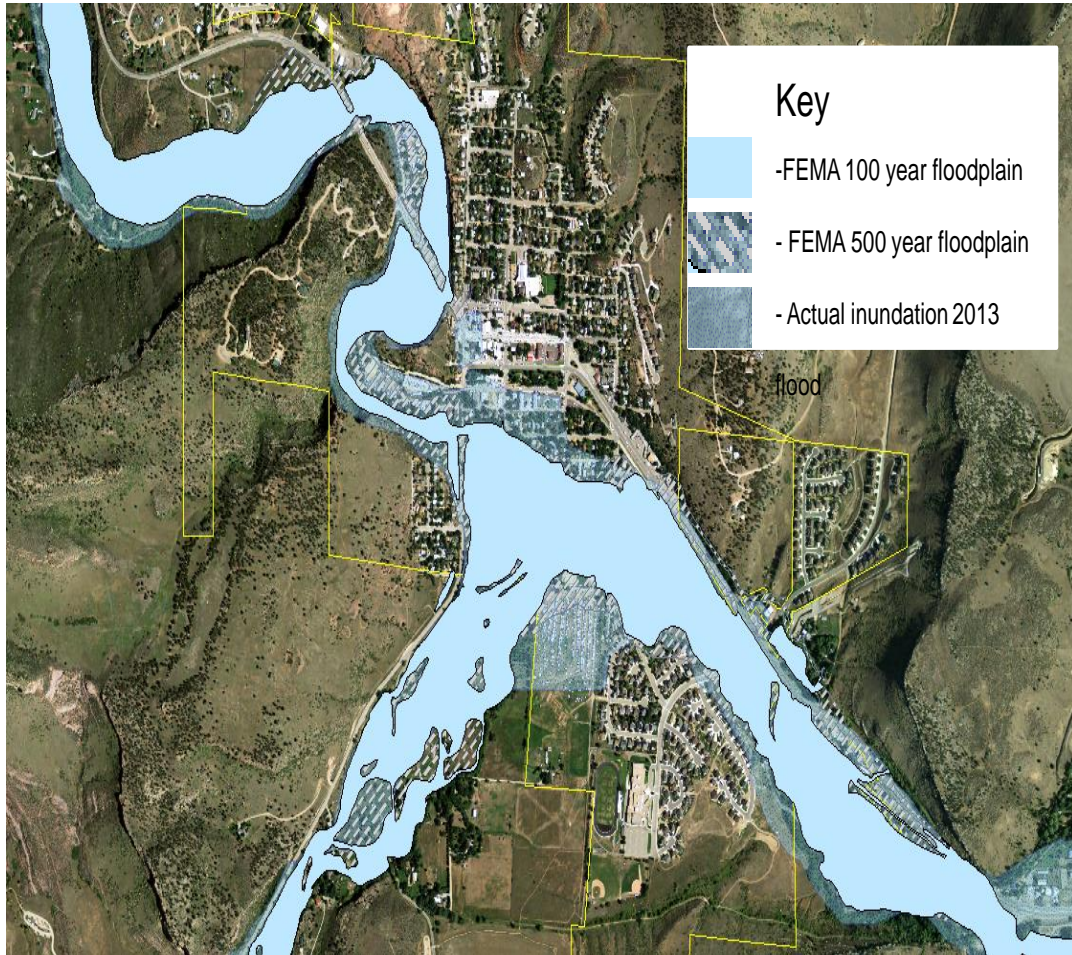 Key
-FEMA 100 year floodplain
- FEMA 500 year floodplain
- Actual inundation 2013
flood